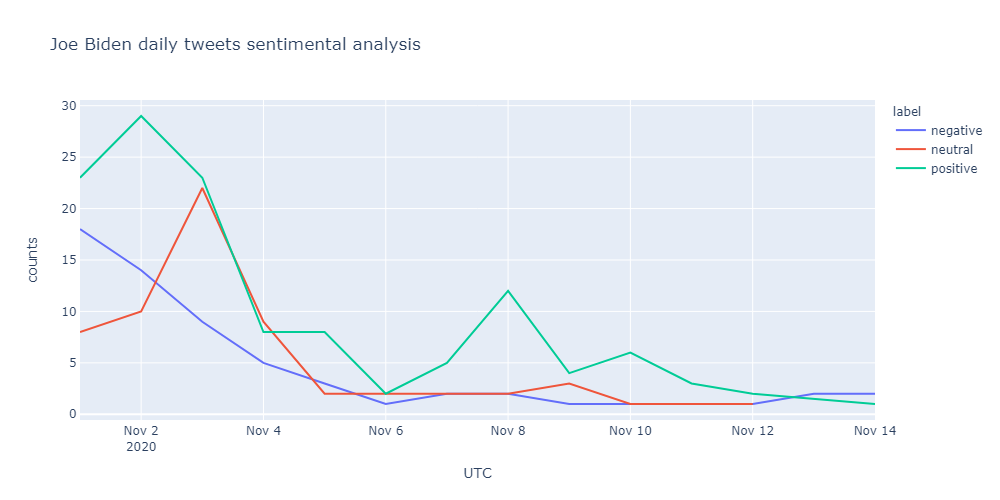 Joe Biden daily tweets sentimental analysis
label
negative
neutral
positive
counts
30
25
20
15
10
5
0
Nov 2
2020
Nov 4
Nov 6
Nov 8
Nov 10
Nov 12
Nov 14
UTC